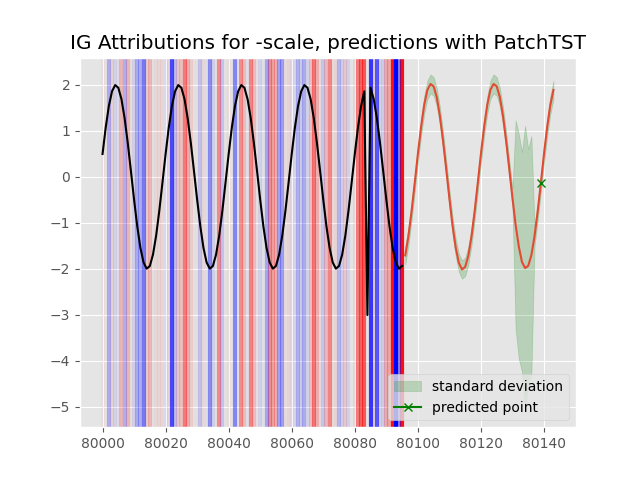 IG Attributions for -scale, predictions with PatchTST
2
1
0
−1
−2
−3
−4
−5
standard deviation
predicted point
80000 80020 80040 80060 80080 80100 80120 80140